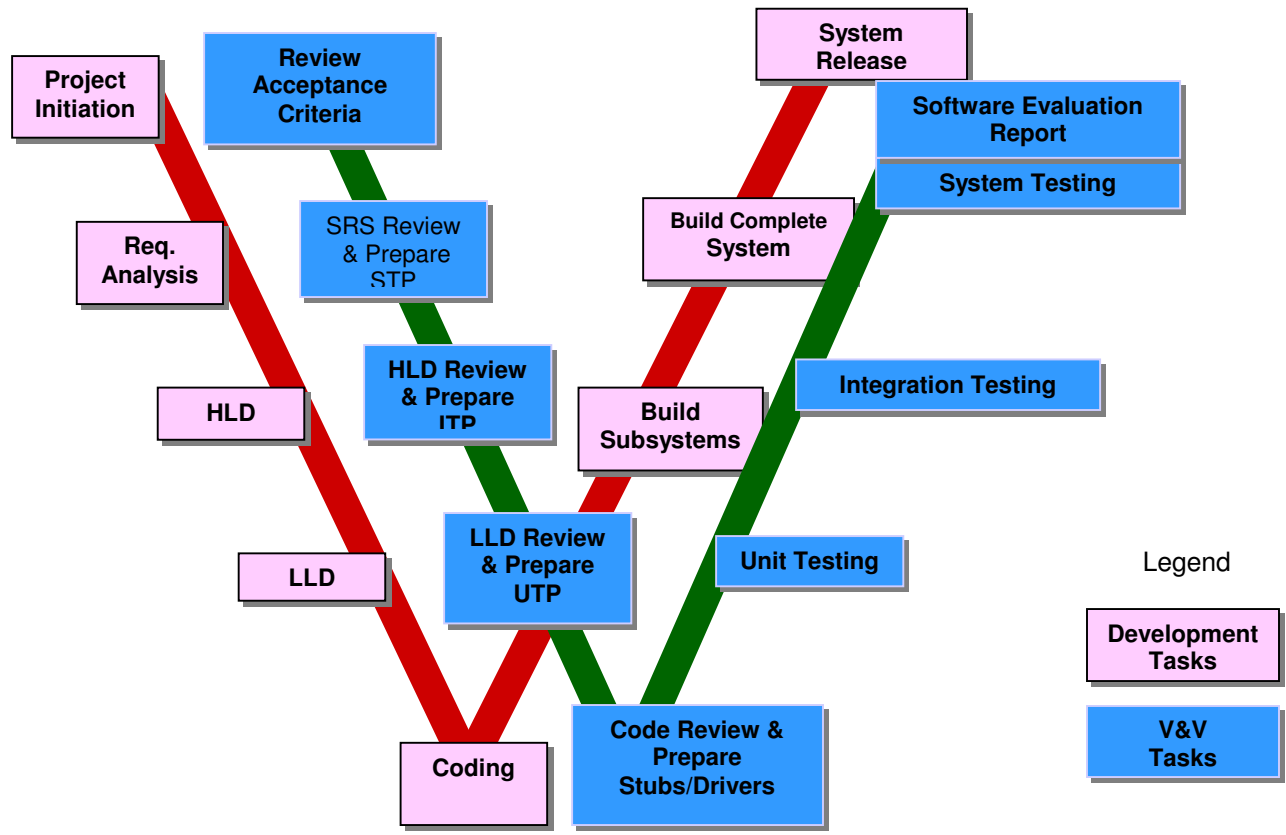 Project
Initiation
Review
Acceptance
Criteria
System
Release
Software Evaluation
Report
System Testing
Req.
Analysis
SRS Review
& Prepare
STP
Build Complete
System
HLD
HLD Review
& Prepare
ITP
Build
Subsystems
Integration Testing
LLD
LLD Review
& Prepare
UTP
Unit Testing
Coding
Code Review &
Prepare
Stubs/Drivers
Legend
Development
Tasks
V&V
Tasks